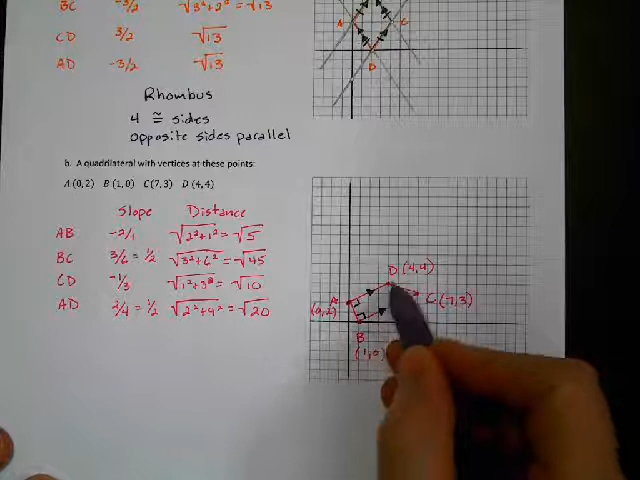 BC -3/2 √3²+2² = √13
CD 3/2 √13
AD -3/2 √13
A C
D
Rhombus
4 ≅ sides
opposite sides parallel
b. A quadrilateral with vertices at these points:
A (0, 2) B (1, 0) C (7, 3) D (4, 4)
Slope Distance
AB -2/1 √2²+1² = √5
BC 3/6 = 1/2 √3²+6² = √45
CD -1/3 √1²+3² = √10
AD 2/4 = 1/2 √2²+4² = √20
D (4,4)
A C (7,3)
(0,2)
B
(1,0)